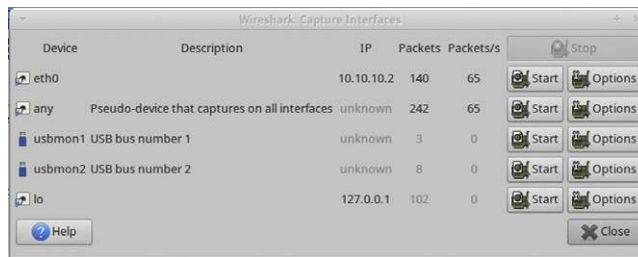 Wireshark: Capture Interfaces
Device Description IP Packets Packets/s Stop
eth0 10.10.10.2 140 65 Start Options
any Pseudo-device that captures on all interfaces unknown 242 65 Start Options
usbmon1 USB bus number 1 unknown 3 0 Start Options
usbmon2 USB bus number 2 unknown 8 0 Start Options
lo 127.0.0.1 102 0 Start Options
Help Close